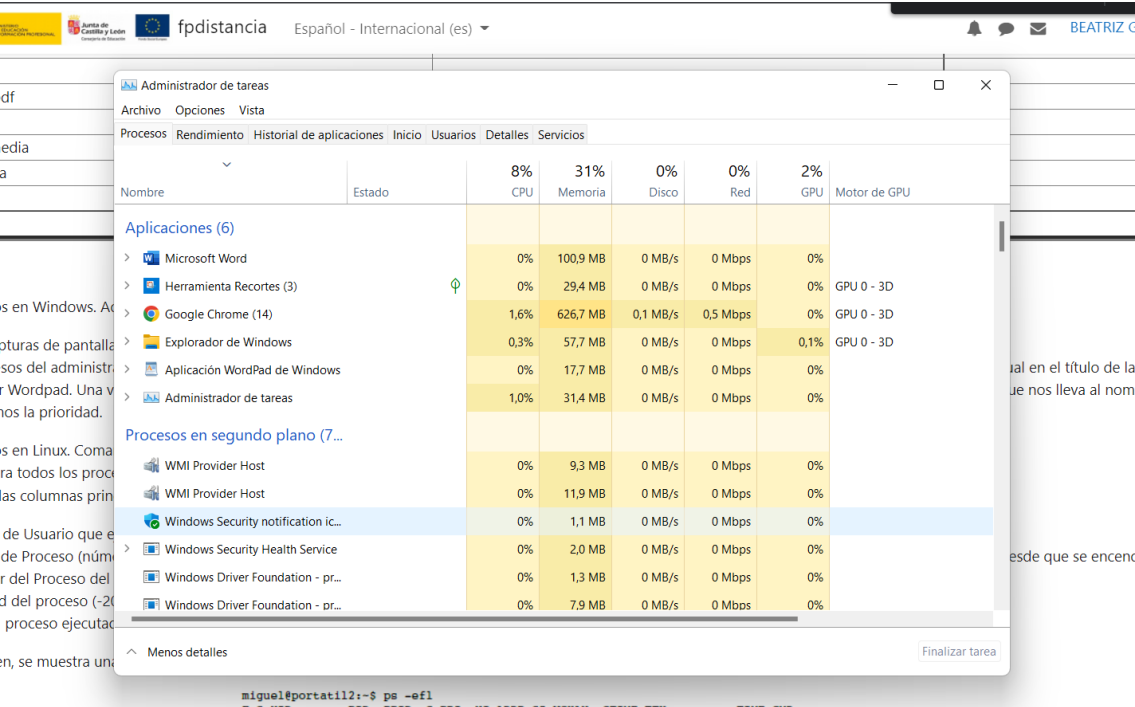 Junta de
Castilla y León
Consejería de Educación
fpdistancia
Español - Internacional (es)
BEATRIZ G
df
edia
a
Administrador de tareas
Archivo Opciones Vista
Procesos Rendimiento Historial de aplicaciones Inicio Usuarios Detalles Servicios
8% 31% 0% 0% 2%
Nombre Estado CPU Memoria Disco Red GPU Motor de GPU
Aplicaciones (6)
Microsoft Word 0% 100,9 MB 0 MB/s 0 Mbps 0%
Herramienta Recortes (3) 0% 29,4 MB 0 MB/s 0 Mbps 0% GPU 0 - 3D
Google Chrome (14) 1,6% 626,7 MB 0,1 MB/s 0,5 Mbps 0% GPU 0 - 3D
Explorador de Windows 0,3% 57,7 MB 0 MB/s 0 Mbps 0,1% GPU 0 - 3D
Aplicación WordPad de Windows 0% 17,7 MB 0 MB/s 0 Mbps 0%
Administrador de tareas 1,0% 31,4 MB 0 MB/s 0 Mbps 0%
Procesos en segundo plano (7...
WMI Provider Host 0% 9,3 MB 0 MB/s 0 Mbps 0%
WMI Provider Host 0% 11,9 MB 0 MB/s 0 Mbps 0%
Windows Security notification ic... 0% 1,1 MB 0 MB/s 0 Mbps 0%
Windows Security Health Service 0% 2,0 MB 0 MB/s 0 Mbps 0%
Windows Driver Foundation - pr... 0% 1,3 MB 0 MB/s 0 Mbps 0%
Windows Driver Foundation - pr... 0% 7,9 MB 0 MB/s 0 Mbps 0%
Menos detalles Finalizar tarea
os en Windows. Ac
pturas de pantalla
sos del administra ual en el título de la
r Wordpad. Una v ue nos lleva al nom
nos la prioridad.
os en Linux. Coma
ra todos los proce
las columnas prin
de Usuario que e
de Proceso (núme esde que se encend
r del Proceso del
d del proceso (-20
proceso ejecutad
en, se muestra una
miguel@portatil2:~$ ps -efl